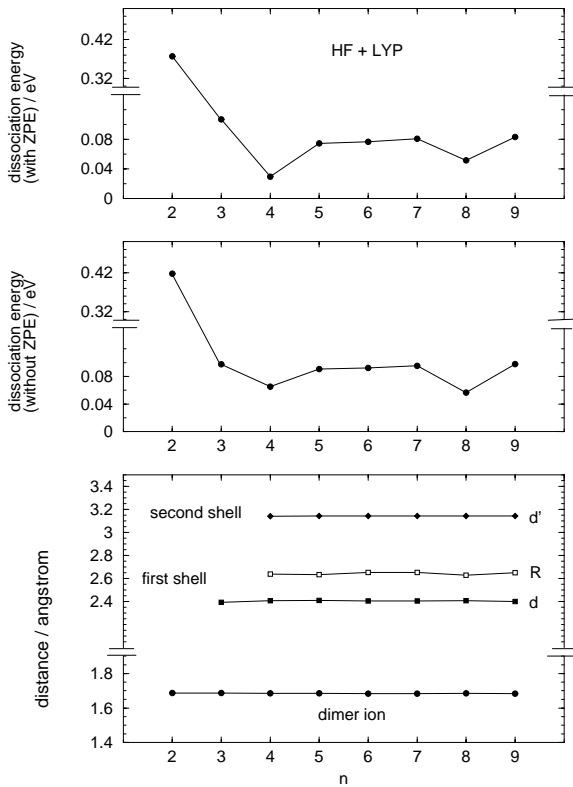 dissociation energy
(with ZPE) / eV
HF + LYP
0.42
0.32
0.08
0.04
0
2 3 4 5 6 7 8 9
dissociation energy
(without ZPE) / eV
0.42
0.32
0.08
0.04
0
2 3 4 5 6 7 8 9
distance / angstrom
3.4
3.2
3
2.8
2.6
2.4
1.8
1.6
1.4
second shell
d'
first shell
R
d
dimer ion
2 3 4 5 6 7 8 9
n